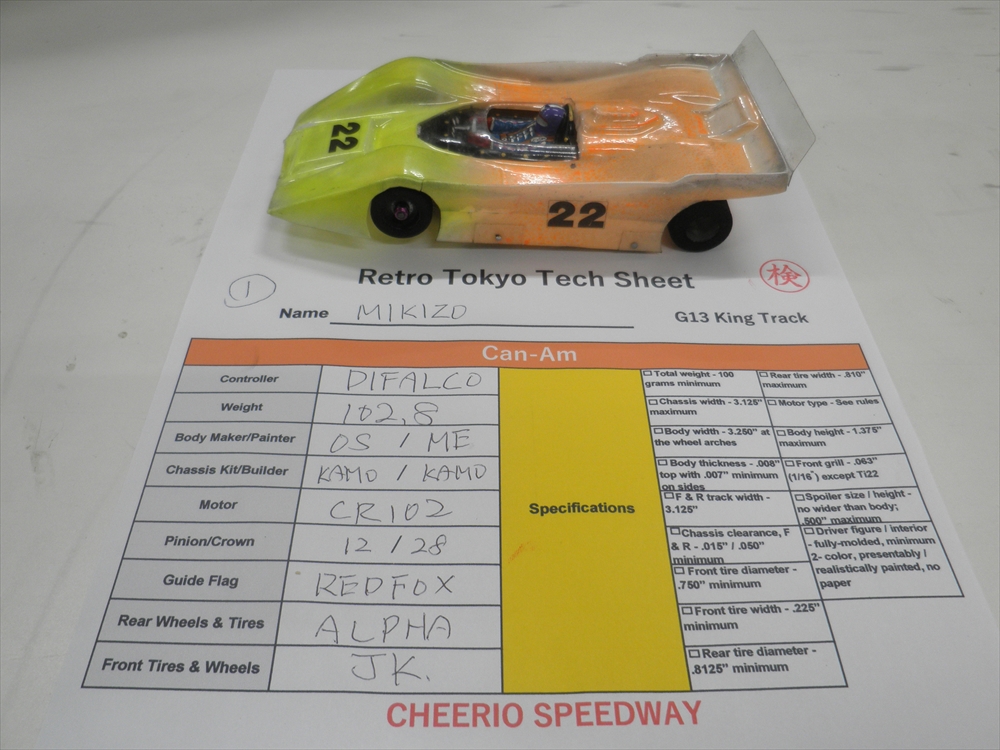 22
22
Retro Tokyo Tech Sheet
検
1
Name MIKIZO
G13 King Track
Can-Am
Controller DIFALCO
Weight 102,8
Body Maker/Painter OS / ME
Chassis Kit/Builder KAMO / KAMO
Motor CR102
Pinion/Crown 12 / 28
Guide Flag REDFOX
Rear Wheels & Tires ALPHA
Front Tires & Wheels JK.
Specifications
Total weight - 100
grams minimum
Chassis width - 3.125"
maximum
Body width - 3.250" at
the wheel arches
Body thickness - .008"
top with .007" minimum
on sides
F & R track width -
3.125"
Chassis clearance, F
& R - .015" / .050"
minimum
Front tire diameter -
.750" minimum
Front tire width - .225"
minimum
Rear tire diameter -
.8125" minimum
Rear tire width - .810"
maximum
Motor type - See rules
Body height - 1.375"
maximum
Front grill - .063"
(1/16") except Ti22
Spoiler size / height -
no wider than body;
.500" maximum
Driver figure / interior
- fully-molded, minimum
2- color, presentably /
realistically painted, no
paper
CHEERIO SPEEDWAY